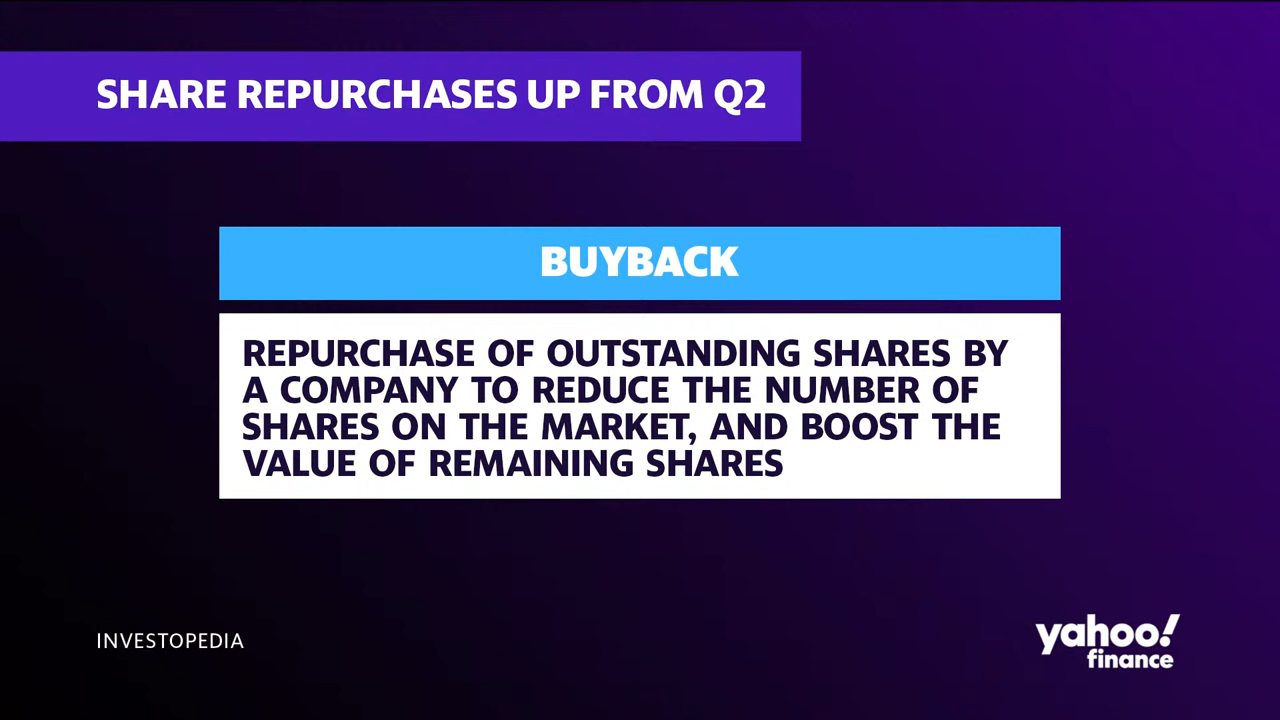 SHARE REPURCHASES UP FROM Q2
BUYBACK
REPURCHASE OF OUTSTANDING SHARES BY
A COMPANY TO REDUCE THE NUMBER OF
SHARES ON THE MARKET, AND BOOST THE
VALUE OF REMAINING SHARES
INVESTOPEDIA
yahoo!
finance